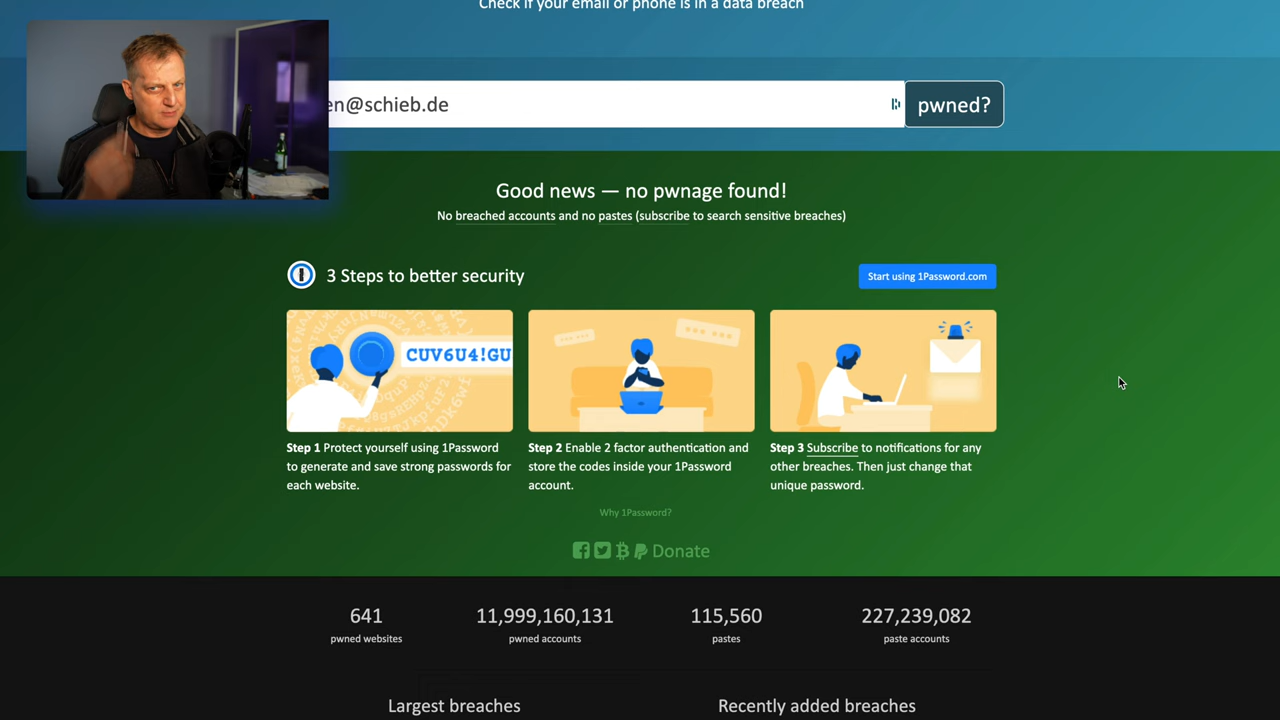 Check if your email or phone is in a data breach
en@schieb.de
pwned?
Good news — no pwnage found!
No breached accounts and no pastes (subscribe to search sensitive breaches)
3 Steps to better security
Start using 1Password.com
CUV6U4!GU
Step 1 Protect yourself using 1Password
to generate and save strong passwords for
each website.
Step 2 Enable 2 factor authentication and
store the codes inside your 1Password
account.
Step 3 Subscribe to notifications for any
other breaches. Then just change that
unique password.
Why 1Password?
Donate
641
pwned websites
11,999,160,131
pwned accounts
115,560
pastes
227,239,082
paste accounts
Largest breaches
Recently added breaches